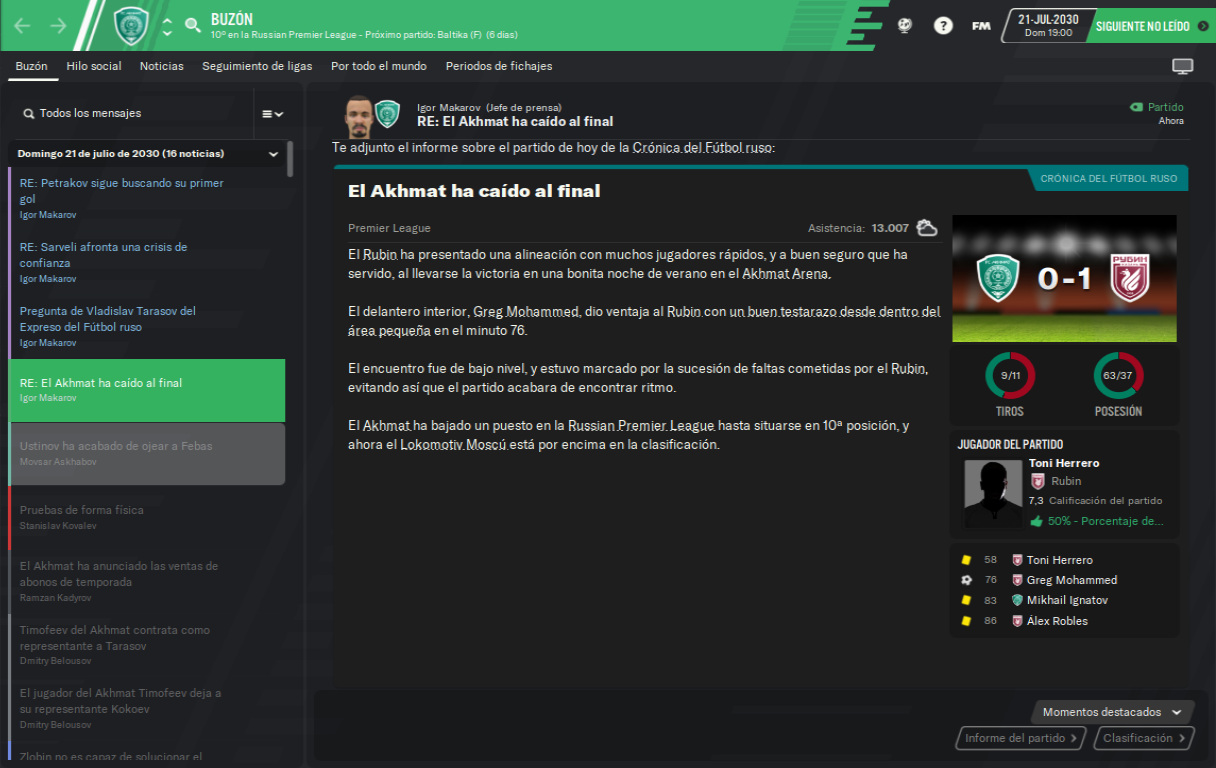 BUZÓN
10º en la Russian Premier League - Próximo partido: Baltika (F) (6 días)
?
FM
21-JUL-2030
Dom 19:00
SIGUIENTE NO LEÍDO
Buzón
Hilo social
Noticias
Seguimiento de ligas
Por todo el mundo
Periodos de fichajes
Todos los mensajes
Domingo 21 de julio de 2030 (16 noticias)
RE: Petrakov sigue buscando su primer
gol
Igor Makarov
RE: Sarveli afronta una crisis de
confianza
Igor Makarov
Pregunta de Vladislav Tarasov del
Expreso del Fútbol ruso
Igor Makarov
RE: El Akhmat ha caído al final
Igor Makarov
Ustinov ha acabado de ojear a Febas
Movsar Askhabov
Pruebas de forma física
Stanislav Kovalev
El Akhmat ha anunciado las ventas de
abonos de temporada
Ramzan Kadyrov
Timofeev del Akhmat contrata como
representante a Tarasov
Dmitry Belousov
El jugador del Akhmat Timofeev deja a
su representante Kokoev
Dmitry Belousov
Zlobin no es capaz de solucionar el
Igor Makarov (Jefe de prensa)
RE: El Akhmat ha caído al final
Partido
Ahora
Te adjunto el informe sobre el partido de hoy de la Crónica del Fútbol ruso:
CRÓNICA DEL FÚTBOL RUSO
El Akhmat ha caído al final
Premier League
Asistencia: 13.007
El Rubin ha presentado una alineación con muchos jugadores rápidos, y a buen seguro que ha
servido, al llevarse la victoria en una bonita noche de verano en el Akhmat Arena.
El delantero interior, Greg Mohammed, dio ventaja al Rubin con un buen testarazo desde dentro del
área pequeña en el minuto 76.
El encuentro fue de bajo nivel, y estuvo marcado por la sucesión de faltas cometidas por el Rubin,
evitando así que el partido acabara de encontrar ritmo.
El Akhmat ha bajado un puesto en la Russian Premier League hasta situarse en 10ª posición, y
ahora el Lokomotiv Moscú está por encima en la clasificación.
0 - 1
РУБИН
9/11
TIROS
63/37
POSESIÓN
JUGADOR DEL PARTIDO
Toni Herrero
Rubin
7,3 Calificación del partido
50% - Porcentaje de...
58 Toni Herrero
76 Greg Mohammed
83 Mikhail Ignatov
86 Álex Robles
Momentos destacados
Informe del partido
Clasificación